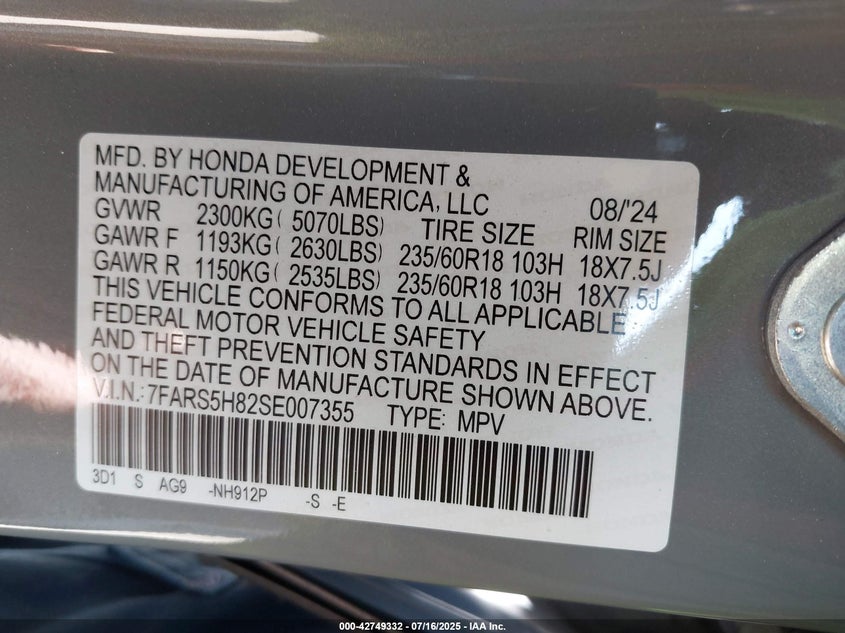 MFD. BY HONDA DEVELOPMENT &
MANUFACTURING OF AMERICA, LLC 08/'24
GVWR 2300KG( 5070LBS) TIRE SIZE RIM SIZE
GAWR F 1193KG( 2630LBS) 235/60R18 103H 18X7.5J
GAWR R 1150KG( 2535LBS) 235/60R18 103H 18X7.5J
THIS VEHICLE CONFORMS TO ALL APPLICABLE
FEDERAL MOTOR VEHICLE SAFETY
AND THEFT PREVENTION STANDARDS IN EFFECT
ON THE DATE OF MANUFACTURE SHOWN ABOVE.
V.I.N.: 7FARS5H82SE007355 TYPE: MPV
3D1 S AG9 -NH912P -S -E
000-42749332 - 07/16/2025 - IAA Inc.